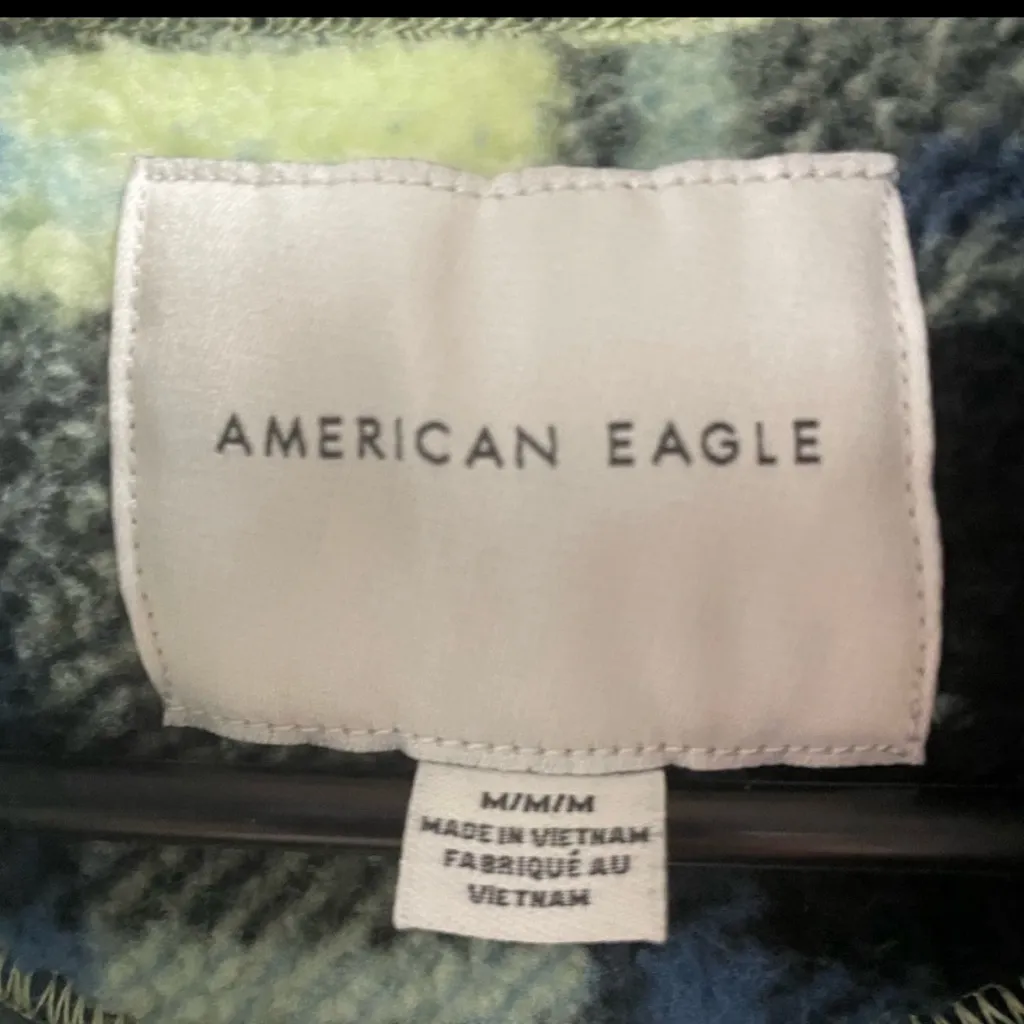 AMERICAN EAGLE
M/M/M
MADE IN VIETNAM
FABRIQUÉ AU
VIETNAM